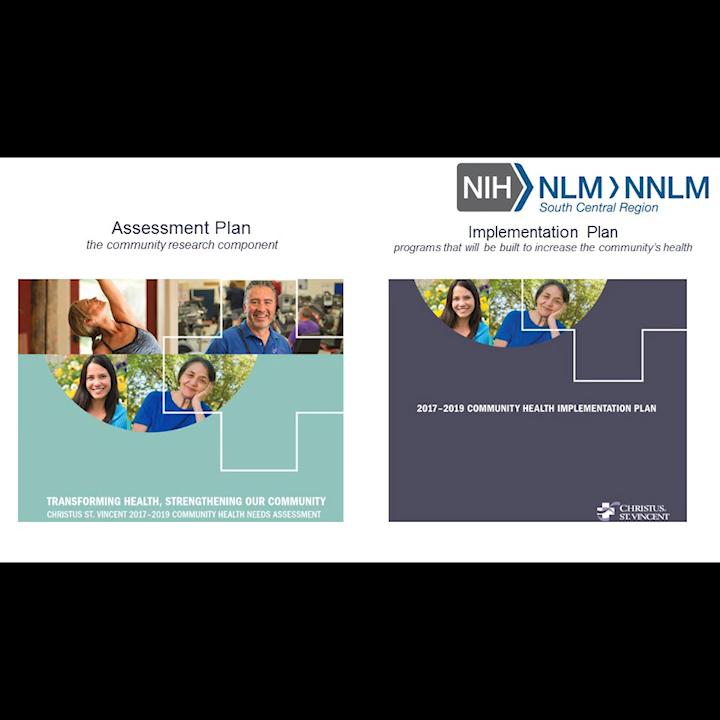 NIH NLM NNLM
South Central Region
Assessment Plan
the community research component
Implementation Plan
programs that will be built to increase the community's health
TRANSFORMING HEALTH, STRENGTHENING OUR COMMUNITY
CHRISTUS ST. VINCENT 2017–2019 COMMUNITY HEALTH NEEDS ASSESSMENT
2017–2019 COMMUNITY HEALTH IMPLEMENTATION PLAN
CHRISTUS.
ST. VINCENT